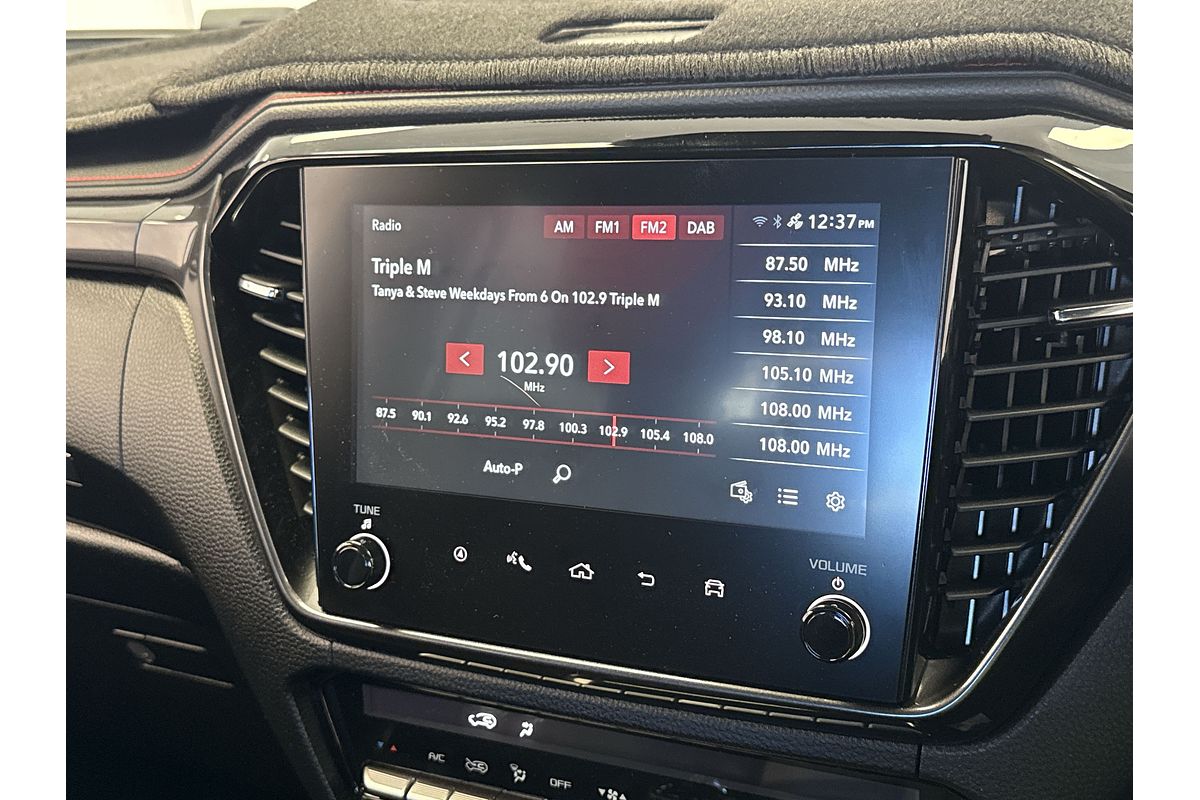 Radio
AM FM1 FM2 DAB
12:37PM
Triple M
Tanya & Steve Weekdays From 6 On 102.9 Triple M
87.50 MHz
93.10 MHz
98.10 MHz
105.10 MHz
108.00 MHz
108.00 MHz
< 102.90 >
MHz
87.5 90.1 92.6 95.2 97.8 100.3 102.9 105.4 108.0
Auto-P
TUNE
VOLUME
A/C
OFF